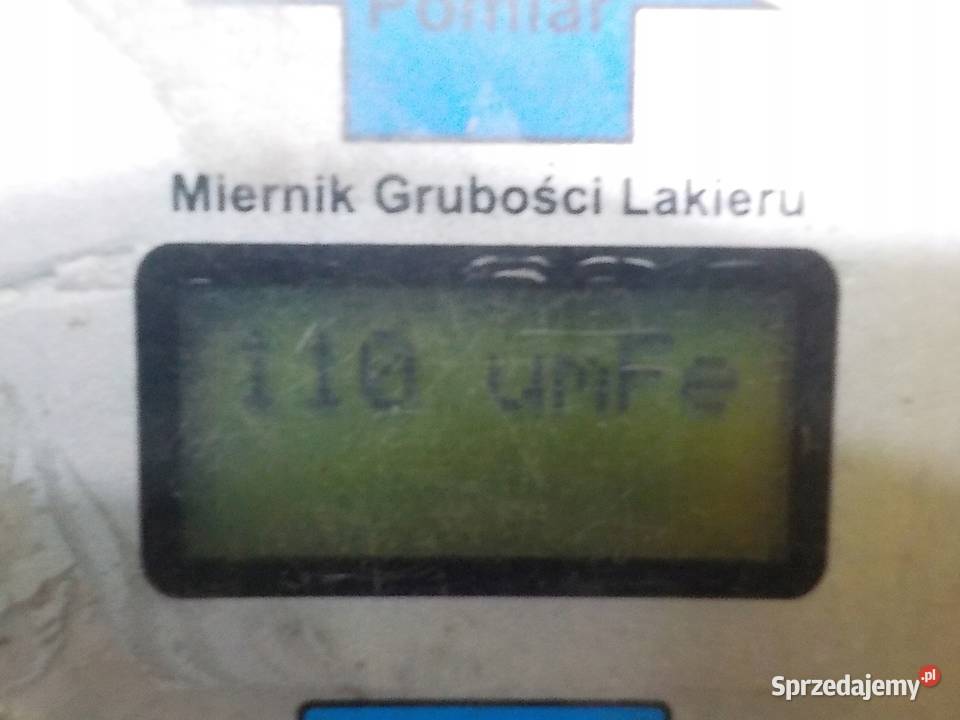 Pomiar
Miernik Grubości Lakieru
110 umFe
Sprzedajemy.pl